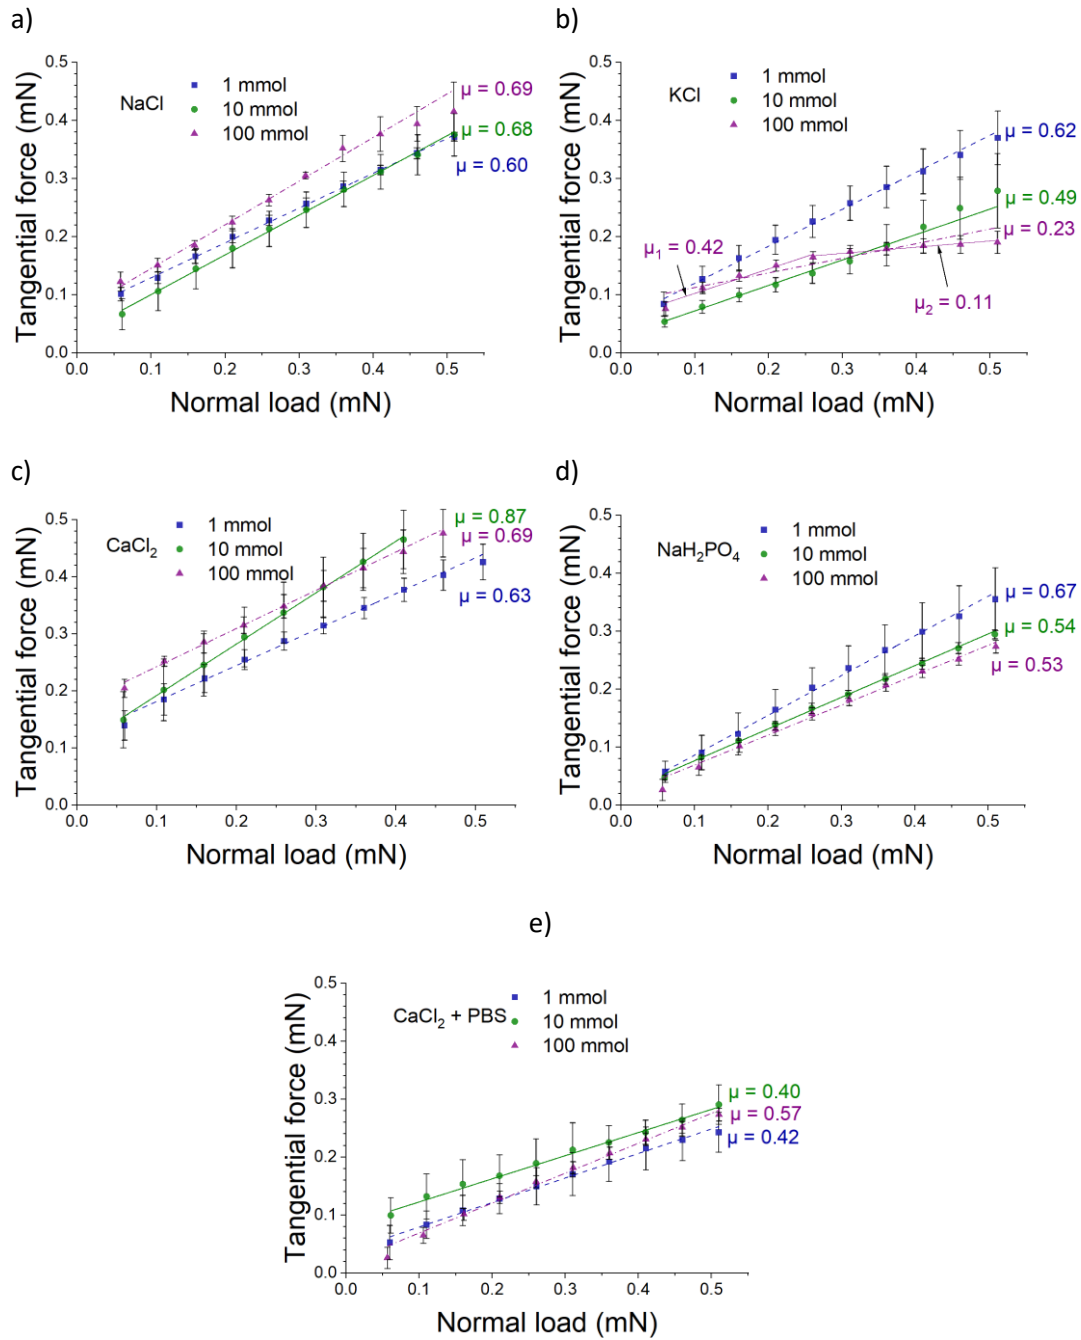 a)
Tangential force (mN)
0.5
0.4
0.3
0.2
0.1
0.0
NaCl
1 mmol
10 mmol
100 mmol
μ = 0.69
μ = 0.68
μ = 0.60
0.0 0.1 0.2 0.3 0.4 0.5
Normal load (mN)
b)
Tangential force (mN)
0.5
0.4
0.3
0.2
0.1
0.0
KCl
1 mmol
10 mmol
100 mmol
μ = 0.62
μ = 0.49
μ = 0.23
μ₁ = 0.42
μ₂ = 0.11
0.0 0.1 0.2 0.3 0.4 0.5
Normal load (mN)
c)
Tangential force (mN)
0.5
0.4
0.3
0.2
0.1
0.0
CaCl₂
1 mmol
10 mmol
100 mmol
μ = 0.87
μ = 0.69
μ = 0.63
0.0 0.1 0.2 0.3 0.4 0.5
Normal load (mN)
d)
Tangential force (mN)
0.5
0.4
0.3
0.2
0.1
0.0
NaH₂PO₄
1 mmol
10 mmol
100 mmol
μ = 0.67
μ = 0.54
μ = 0.53
0.0 0.1 0.2 0.3 0.4 0.5
Normal load (mN)
e)
Tangential force (mN)
0.5
0.4
0.3
0.2
0.1
0.0
CaCl₂ + PBS
1 mmol
10 mmol
100 mmol
μ = 0.40
μ = 0.57
μ = 0.42
0.0 0.1 0.2 0.3 0.4 0.5
Normal load (mN)